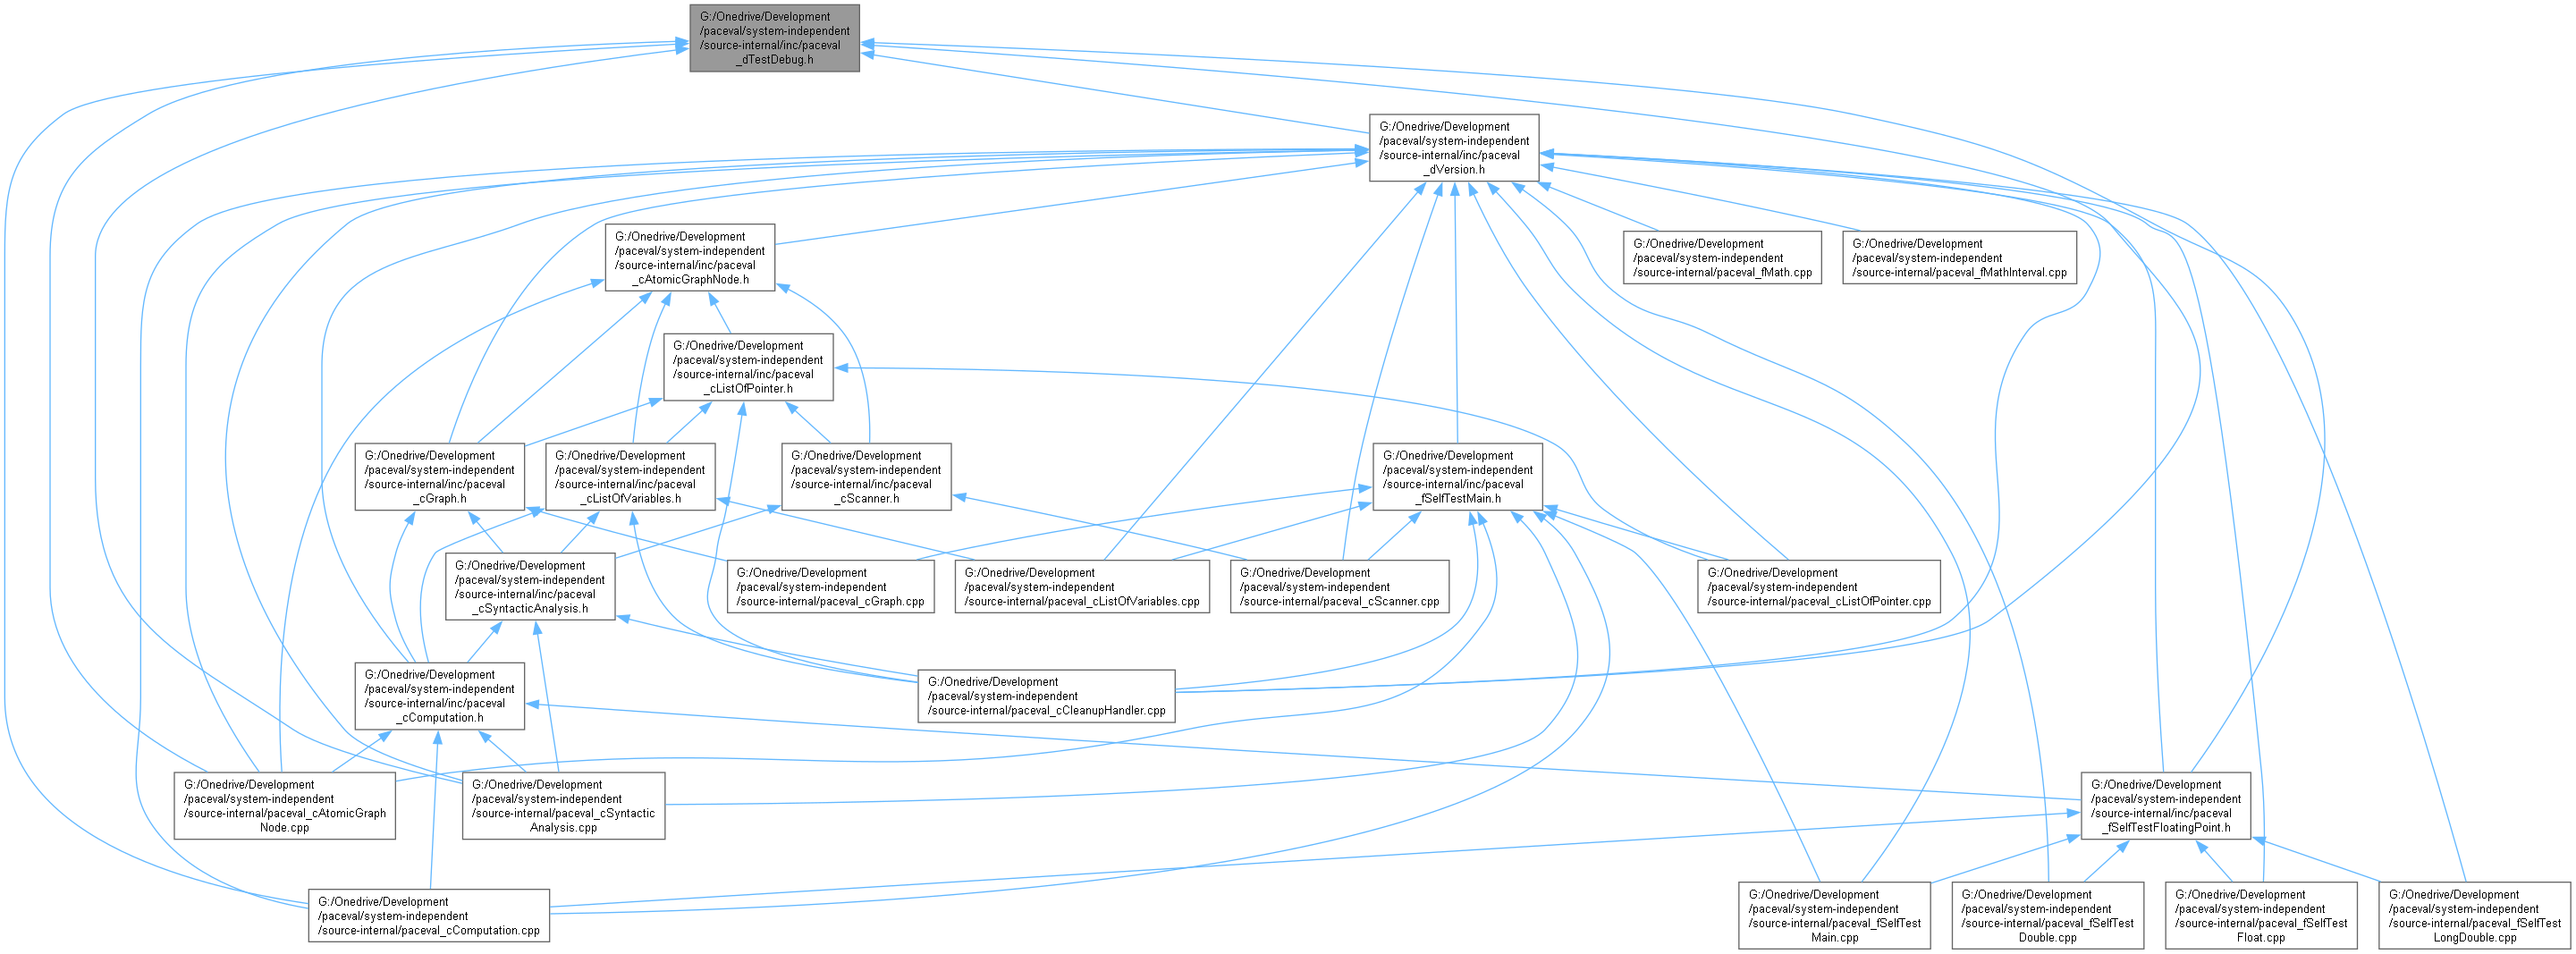 G:/Onedrive/Development
/paceval/system-independent
/source-internal/inc/paceval
_dTestDebug.h
G:/Onedrive/Development
/paceval/system-independent
/source-internal/inc/paceval
_dVersion.h
G:/Onedrive/Development
/paceval/system-independent
/source-internal/inc/paceval
_cAtomicGraphNode.h
G:/Onedrive/Development
/paceval/system-independent
/source-internal/paceval_fMath.cpp
G:/Onedrive/Development
/paceval/system-independent
/source-internal/paceval_fMathInterval.cpp
G:/Onedrive/Development
/paceval/system-independent
/source-internal/inc/paceval
_cListOfPointer.h
G:/Onedrive/Development
/paceval/system-independent
/source-internal/inc/paceval
_cGraph.h
G:/Onedrive/Development
/paceval/system-independent
/source-internal/inc/paceval
_cListOfVariables.h
G:/Onedrive/Development
/paceval/system-independent
/source-internal/inc/paceval
_cScanner.h
G:/Onedrive/Development
/paceval/system-independent
/source-internal/inc/paceval
_fSelfTestMain.h
G:/Onedrive/Development
/paceval/system-independent
/source-internal/inc/paceval
_cSyntacticAnalysis.h
G:/Onedrive/Development
/paceval/system-independent
/source-internal/paceval_cGraph.cpp
G:/Onedrive/Development
/paceval/system-independent
/source-internal/paceval_cListOfVariables.cpp
G:/Onedrive/Development
/paceval/system-independent
/source-internal/paceval_cScanner.cpp
G:/Onedrive/Development
/paceval/system-independent
/source-internal/paceval_cListOfPointer.cpp
G:/Onedrive/Development
/paceval/system-independent
/source-internal/inc/paceval
_cComputation.h
G:/Onedrive/Development
/paceval/system-independent
/source-internal/paceval_cCleanupHandler.cpp
G:/Onedrive/Development
/paceval/system-independent
/source-internal/paceval_cAtomicGraph
Node.cpp
G:/Onedrive/Development
/paceval/system-independent
/source-internal/paceval_cSyntactic
Analysis.cpp
G:/Onedrive/Development
/paceval/system-independent
/source-internal/inc/paceval
_fSelfTestFloatingPoint.h
G:/Onedrive/Development
/paceval/system-independent
/source-internal/paceval_cComputation.cpp
G:/Onedrive/Development
/paceval/system-independent
/source-internal/paceval_fSelfTest
Main.cpp
G:/Onedrive/Development
/paceval/system-independent
/source-internal/paceval_fSelfTest
Double.cpp
G:/Onedrive/Development
/paceval/system-independent
/source-internal/paceval_fSelfTest
Float.cpp
G:/Onedrive/Development
/paceval/system-independent
/source-internal/paceval_fSelfTest
LongDouble.cpp